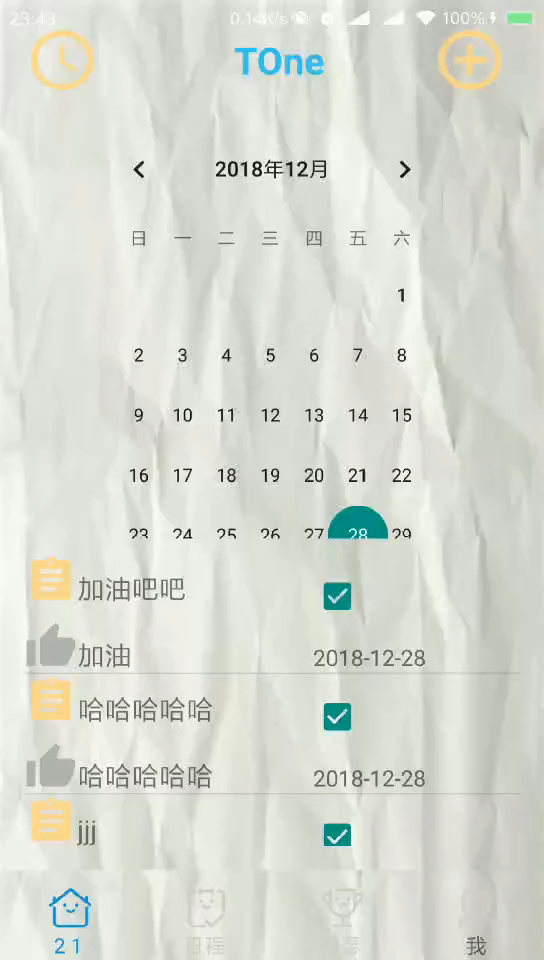 23:43 0.14K/s 100%
TOne
2018年12月
日 一 二 三 四 五 六
1
2 3 4 5 6 7 8
9 10 11 12 13 14 15
16 17 18 19 20 21 22
23 24 25 26 27 28 29
加油吧吧
加油 2018-12-28
哈哈哈哈哈
哈哈哈哈哈 2018-12-28
jjj
2 1 日程 我